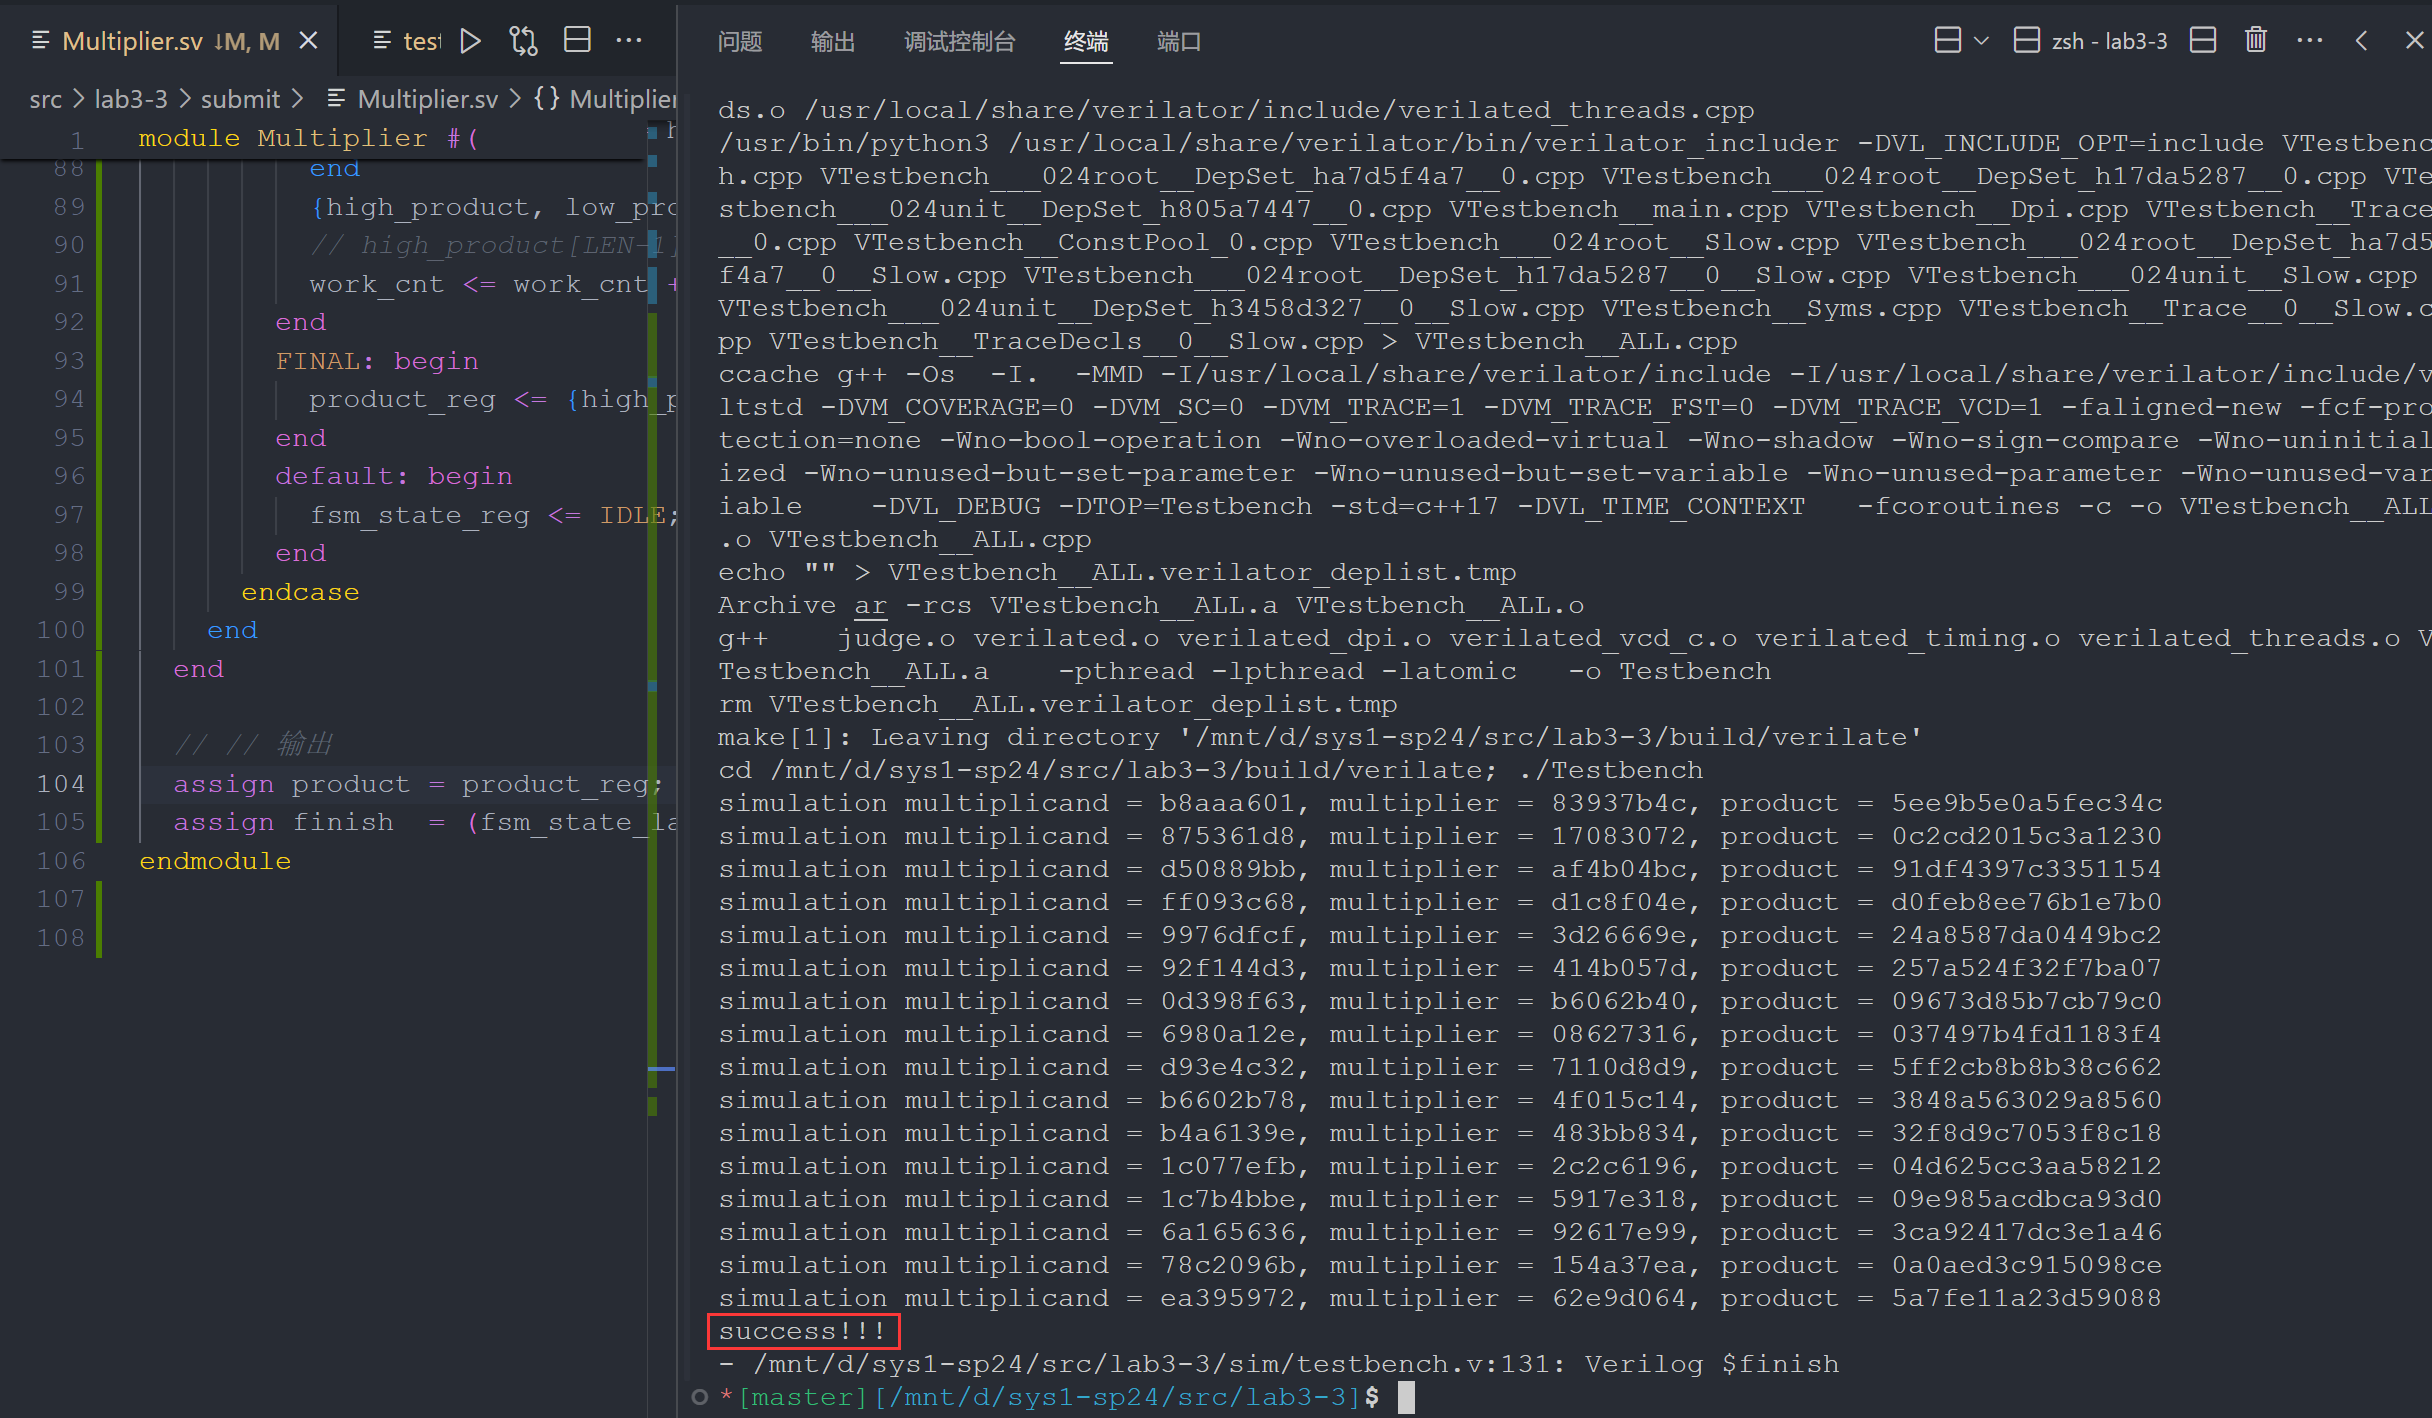 Multiplier.sv ↓M, M
test
src > lab3-3 > submit > Multiplier.sv > {} Multiplier
1 module Multiplier #(
88 end
89 {high_product, low_pro
90 // high_product[LEN-1]
91 work_cnt <= work_cnt +
92 end
93 FINAL: begin
94 product_reg <= {high_p
95 end
96 default: begin
97 fsm_state_reg <= IDLE;
98 end
99 endcase
100 end
101 end
102
103 // // 输出
104 assign product = product_reg;
105 assign finish = (fsm_state_la
106 endmodule
107
108
问题 输出 调试控制台 终端 端口
zsh - lab3-3
ds.o /usr/local/share/verilator/include/verilated_threads.cpp
/usr/bin/python3 /usr/local/share/verilator/bin/verilator_includer -DVL_INCLUDE_OPT=include VTestbenc
h.cpp VTestbench___024root__DepSet_ha7d5f4a7__0.cpp VTestbench___024root__DepSet_h17da5287__0.cpp VTe
stbench___024unit__DepSet_h805a7447__0.cpp VTestbench__main.cpp VTestbench__Dpi.cpp VTestbench__Trace
__0.cpp VTestbench__ConstPool_0.cpp VTestbench___024root__Slow.cpp VTestbench___024root__DepSet_ha7d5
f4a7__0__Slow.cpp VTestbench___024root__DepSet_h17da5287__0__Slow.cpp VTestbench___024unit__Slow.cpp
VTestbench___024unit__DepSet_h3458d327__0__Slow.cpp VTestbench__Syms.cpp VTestbench__Trace__0__Slow.c
pp VTestbench__TraceDecls__0__Slow.cpp > VTestbench__ALL.cpp
ccache g++ -Os -I. -MMD -I/usr/local/share/verilator/include -I/usr/local/share/verilator/include/v
ltstd -DVM_COVERAGE=0 -DVM_SC=0 -DVM_TRACE=1 -DVM_TRACE_FST=0 -DVM_TRACE_VCD=1 -faligned-new -fcf-pro
tection=none -Wno-bool-operation -Wno-overloaded-virtual -Wno-shadow -Wno-sign-compare -Wno-uninitial
ized -Wno-unused-but-set-parameter -Wno-unused-but-set-variable -Wno-unused-parameter -Wno-unused-var
iable -DVL_DEBUG -DTOP=Testbench -std=c++17 -DVL_TIME_CONTEXT -fcoroutines -c -o VTestbench__ALL
.o VTestbench__ALL.cpp
echo "" > VTestbench__ALL.verilator_deplist.tmp
Archive ar -rcs VTestbench__ALL.a VTestbench__ALL.o
g++ judge.o verilated.o verilated_dpi.o verilated_vcd_c.o verilated_timing.o verilated_threads.o V
Testbench__ALL.a -pthread -lpthread -latomic -o Testbench
rm VTestbench__ALL.verilator_deplist.tmp
make[1]: Leaving directory '/mnt/d/sys1-sp24/src/lab3-3/build/verilate'
cd /mnt/d/sys1-sp24/src/lab3-3/build/verilate; ./Testbench
simulation multiplicand = b8aaa601, multiplier = 83937b4c, product = 5ee9b5e0a5fec34c
simulation multiplicand = 875361d8, multiplier = 17083072, product = 0c2cd2015c3a1230
simulation multiplicand = d50889bb, multiplier = af4b04bc, product = 91df4397c3351154
simulation multiplicand = ff093c68, multiplier = d1c8f04e, product = d0feb8ee76b1e7b0
simulation multiplicand = 9976dfcf, multiplier = 3d26669e, product = 24a8587da0449bc2
simulation multiplicand = 92f144d3, multiplier = 414b057d, product = 257a524f32f7ba07
simulation multiplicand = 0d398f63, multiplier = b6062b40, product = 09673d85b7cb79c0
simulation multiplicand = 6980a12e, multiplier = 08627316, product = 037497b4fd1183f4
simulation multiplicand = d93e4c32, multiplier = 7110d8d9, product = 5ff2cb8b8b38c662
simulation multiplicand = b6602b78, multiplier = 4f015c14, product = 3848a563029a8560
simulation multiplicand = b4a6139e, multiplier = 483bb834, product = 32f8d9c7053f8c18
simulation multiplicand = 1c077efb, multiplier = 2c2c6196, product = 04d625cc3aa58212
simulation multiplicand = 1c7b4bbe, multiplier = 5917e318, product = 09e985acdbca93d0
simulation multiplicand = 6a165636, multiplier = 92617e99, product = 3ca92417dc3e1a46
simulation multiplicand = 78c2096b, multiplier = 154a37ea, product = 0a0aed3c915098ce
simulation multiplicand = ea395972, multiplier = 62e9d064, product = 5a7fe11a23d59088
success!!!
- /mnt/d/sys1-sp24/src/lab3-3/sim/testbench.v:131: Verilog $finish
*[master][/mnt/d/sys1-sp24/src/lab3-3]$